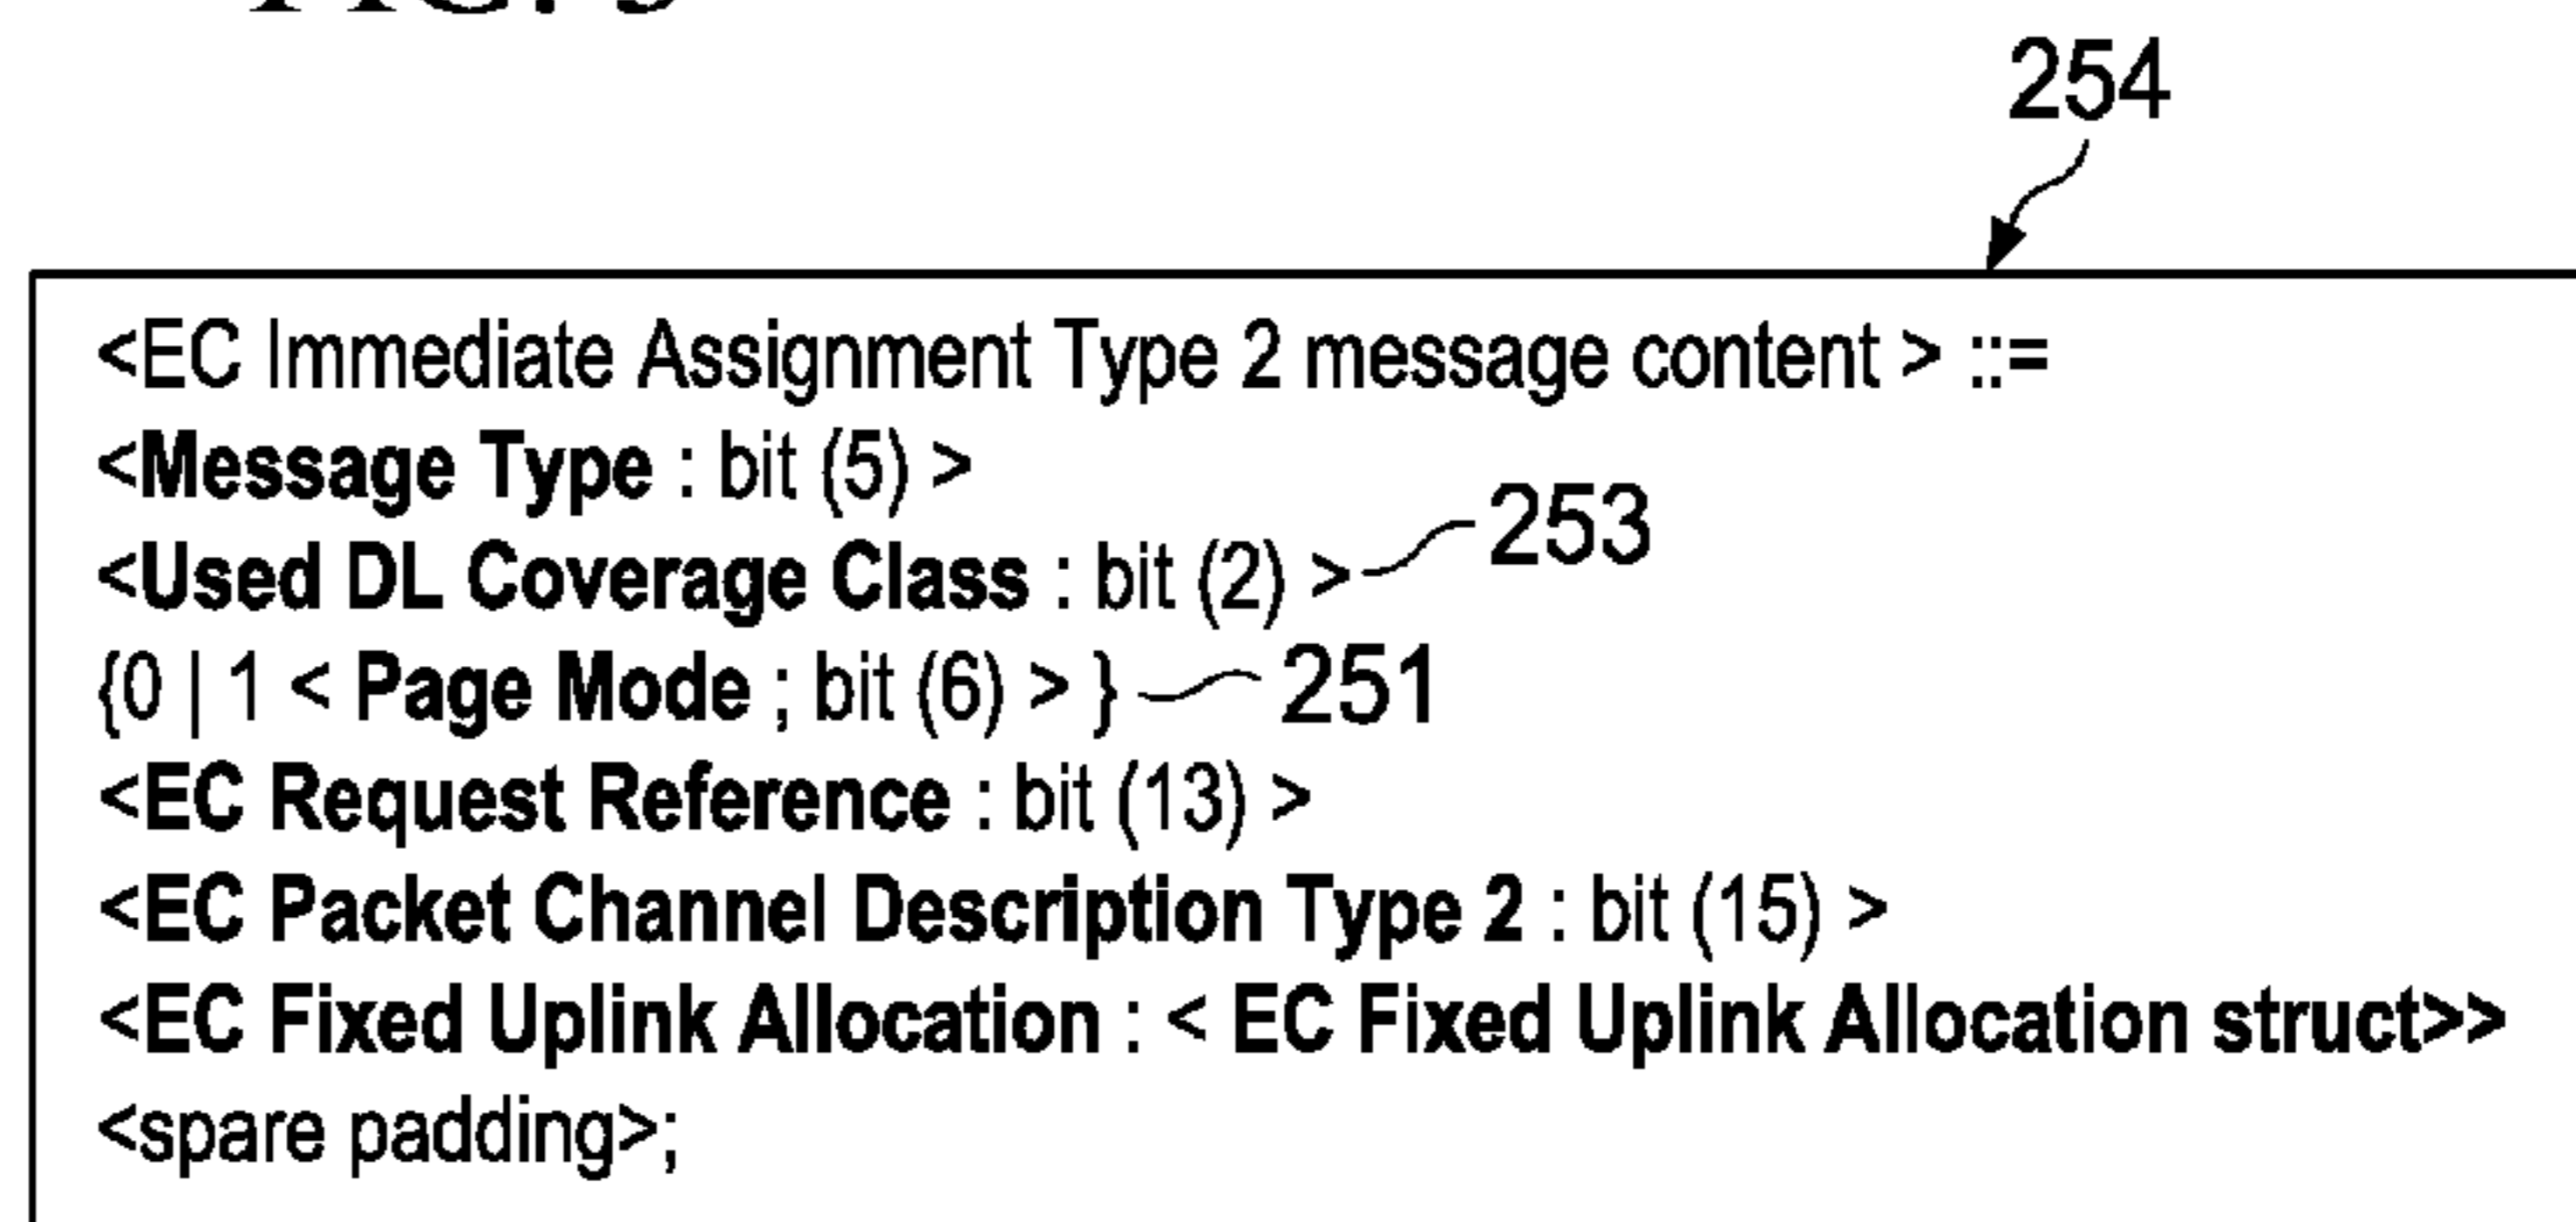 254
<EC Immediate Assignment Type 2 message content > ::=
<Message Type : bit (5) >
<Used DL Coverage Class : bit (2) > 253
{0 | 1 < Page Mode ; bit (6) > } 251
<EC Request Reference : bit (13) >
<EC Packet Channel Description Type 2 : bit (15) >
<EC Fixed Uplink Allocation : < EC Fixed Uplink Allocation struct>>
<spare padding>;